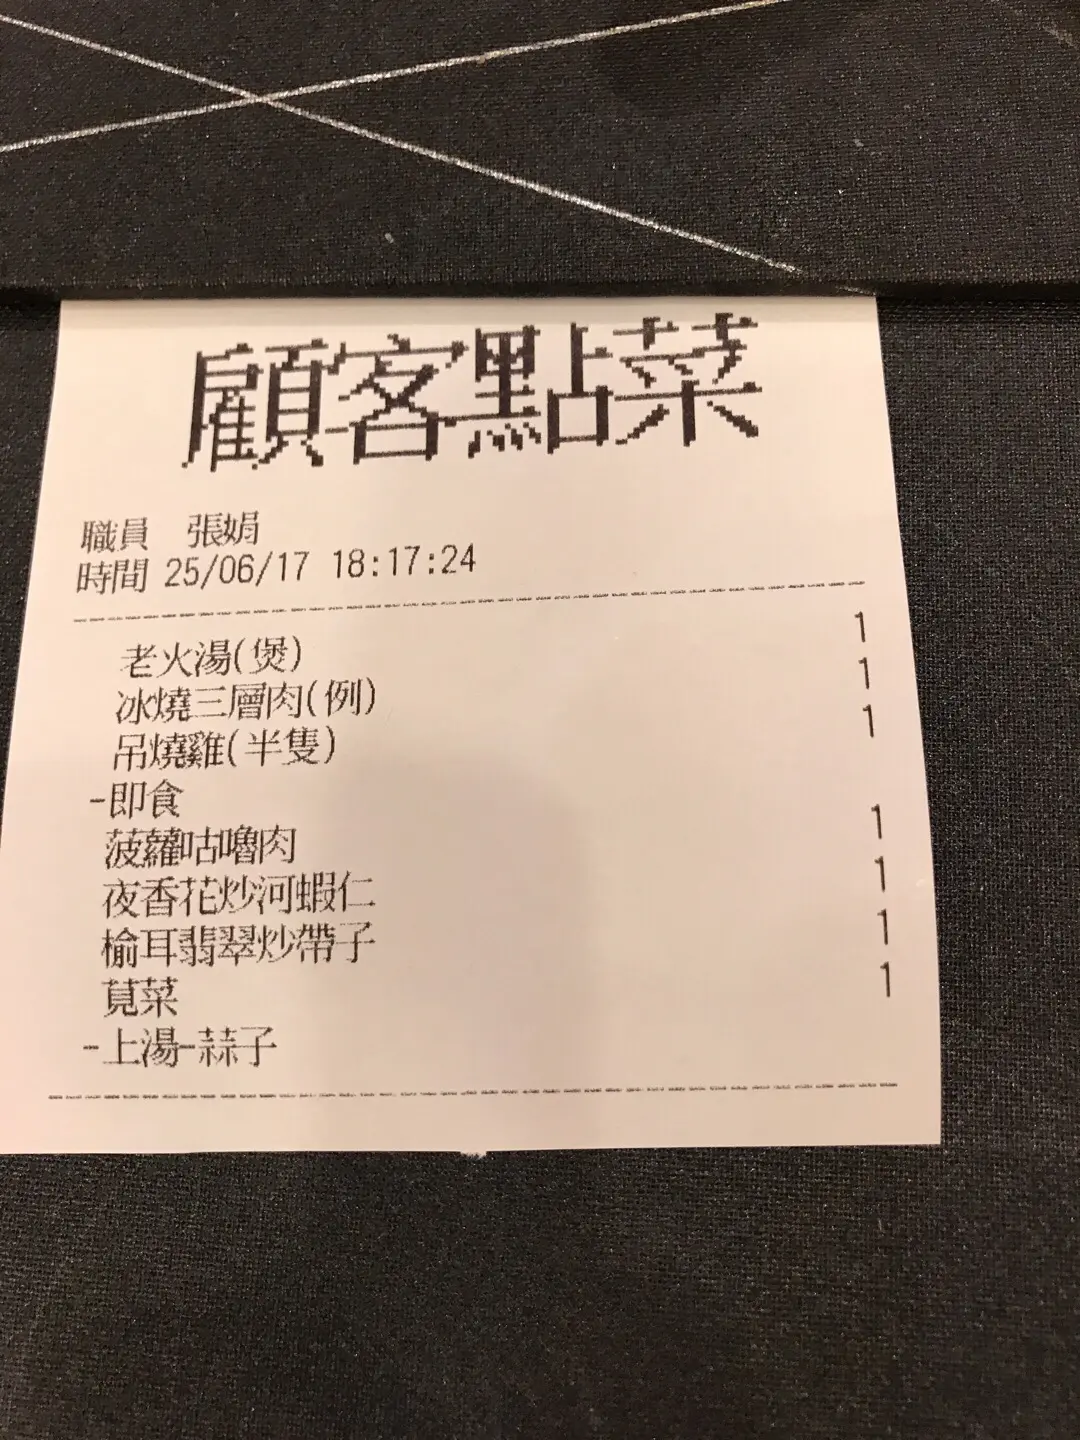 顧客點菜
職員 張娟
時間 25/06/17 18:17:24
老火湯(煲) 1
冰燒三層肉(例) 1
吊燒雞(半隻) 1
-即食
菠蘿咕嚕肉 1
夜香花炒河蝦仁 1
榆耳翡翠炒帶子 1
莧菜 1
-上湯-蒜子